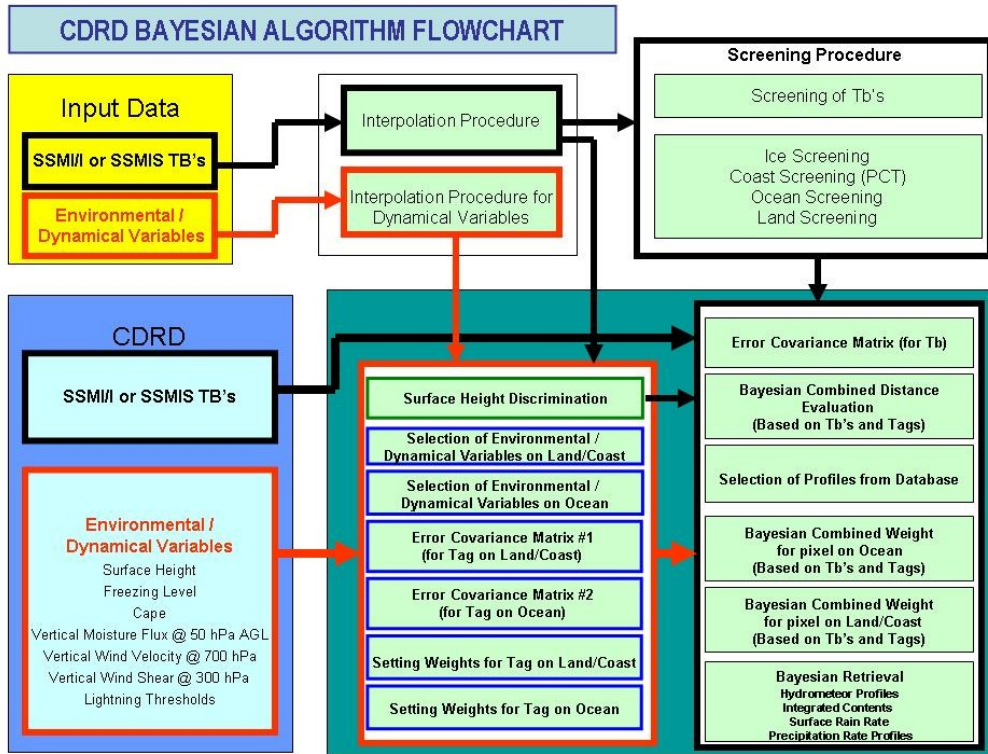 CDRD BAYESIAN ALGORITHM FLOWCHART
Input Data
SSMI/I or SSMIS TB's
Environmental /
Dynamical Variables
Interpolation Procedure
Interpolation Procedure for
Dynamical Variables
Screening Procedure
Screening of Tb's
Ice Screening
Coast Screening (PCT)
Ocean Screening
Land Screening
CDRD
SSMI/I or SSMIS TB's
Environmental /
Dynamical Variables
Surface Height
Freezing Level
Cape
Vertical Moisture Flux @ 50 hPa AGL
Vertical Wind Velocity @ 700 hPa
Vertical Wind Shear @ 300 hPa
Lightning Thresholds
Surface Height Discrimination
Selection of Environmental /
Dynamical Variables on Land/Coast
Selection of Environmental /
Dynamical Variables on Ocean
Error Covariance Matrix #1
(for Tag on Land/Coast)
Error Covariance Matrix #2
(for Tag on Ocean)
Setting Weights for Tag on Land/Coast
Setting Weights for Tag on Ocean
Error Covariance Matrix (for Tb)
Bayesian Combined Distance
Evaluation
(Based on Tb's and Tags)
Selection of Profiles from Database
Bayesian Combined Weight
for pixel on Ocean
(Based on Tb's and Tags)
Bayesian Combined Weight
for pixel on Land/Coast
(Based on Tb's and Tags)
Bayesian Retrieval
Hydrometeor Profiles
Integrated Contents
Surface Rain Rate
Precipitation Rate Profiles